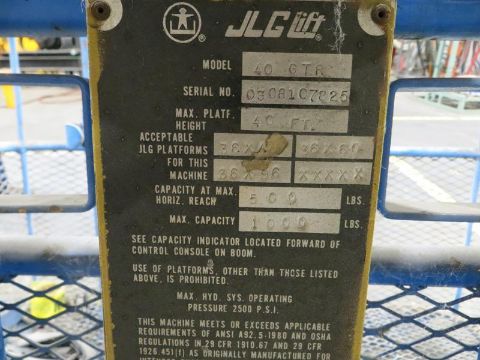 JLG Lift ®
MODEL 40 GTR
SERIAL NO. 0308107825
MAX. PLATF. HEIGHT 40 FT.
ACCEPTABLE
JLG PLATFORMS 36X60
FOR THIS
MACHINE 36X96 XXXXX
CAPACITY AT MAX.
HORIZ. REACH 500 LBS.
MAX. CAPACITY 1000 LBS.
SEE CAPACITY INDICATOR LOCATED FORWARD OF
CONTROL CONSOLE ON BOOM.
USE OF PLATFORMS, OTHER THAN THOSE LISTED
ABOVE, IS PROHIBITED.
MAX. HYD. SYS. OPERATING
PRESSURE 2500 P.S.I.
THIS MACHINE MEETS OR EXCEEDS APPLICABLE
REQUIREMENTS OF ANSI A92.5-1980 AND OSHA
REGULATIONS IN 29 CFR 1910.67 AND 29 CFR
1926.451(f) AS ORIGINALLY MANUFACTURED FOR